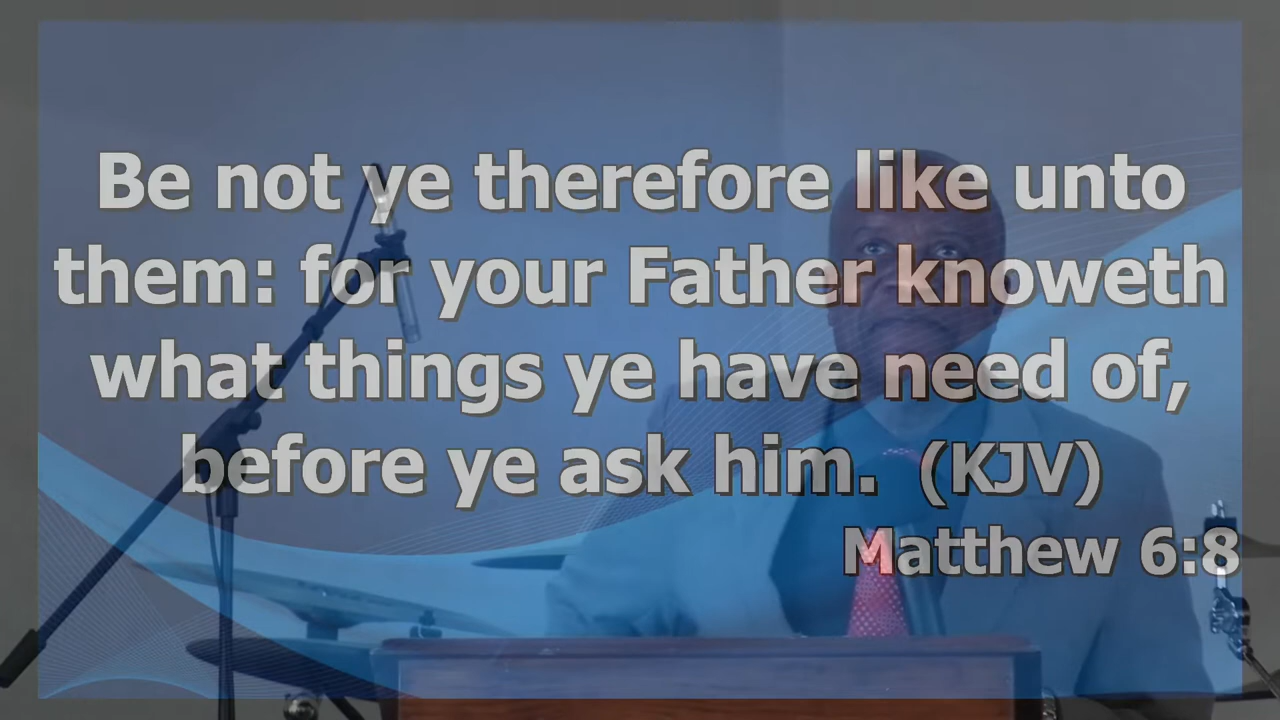 Be not ye therefore like unto
them: for your Father knoweth
what things ye have need of,
before ye ask him. (KJV)
Matthew 6:8